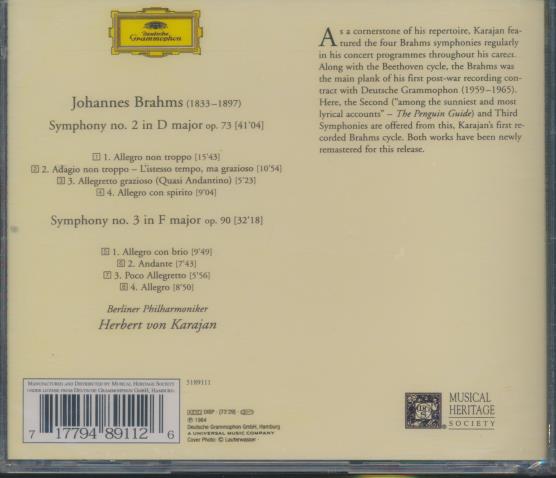 Deutsche
Grammophon
Johannes Brahms (1833–1897)
Symphony no. 2 in D major op. 73 [41'04]
1 1. Allegro non troppo [15'43]
2 2. Adagio non troppo – L'istesso tempo, ma grazioso [10'54]
3 3. Allegretto grazioso (Quasi Andantino) [5'23]
4 4. Allegro con spirito [9'04]
Symphony no. 3 in F major op. 90 [32'18]
5 1. Allegro con brio [9'49]
6 2. Andante [7'43]
7 3. Poco Allegretto [5'56]
8 4. Allegro [8'50]
Berliner Philharmoniker
Herbert von Karajan
As a cornerstone of his repertoire, Karajan fea-
tured the four Brahms symphonies regularly
in his concert programmes throughout his career.
Along with the Beethoven cycle, the Brahms was
the main plank of his first post-war recording con-
tract with Deutsche Grammophon (1959–1965).
Here, the Second ("among the sunniest and most
lyrical accounts" – The Penguin Guide) and Third
Symphonies are offered from this, Karajan's first re-
corded Brahms cycle. Both works have been newly
remastered for this release.
Manufactured and Distributed by Musical Heritage Society
under license from Deutsche Grammophon GmbH, Hamburg.
7 17794 89112 6
5189111
DISP · [73'29] ·
℗ 1964
Deutsche Grammophon GmbH, Hamburg
A UNIVERSAL MUSIC COMPANY
Cover Photo: © Lauterwasser
MUSICAL
HERITAGE
SOCIETY